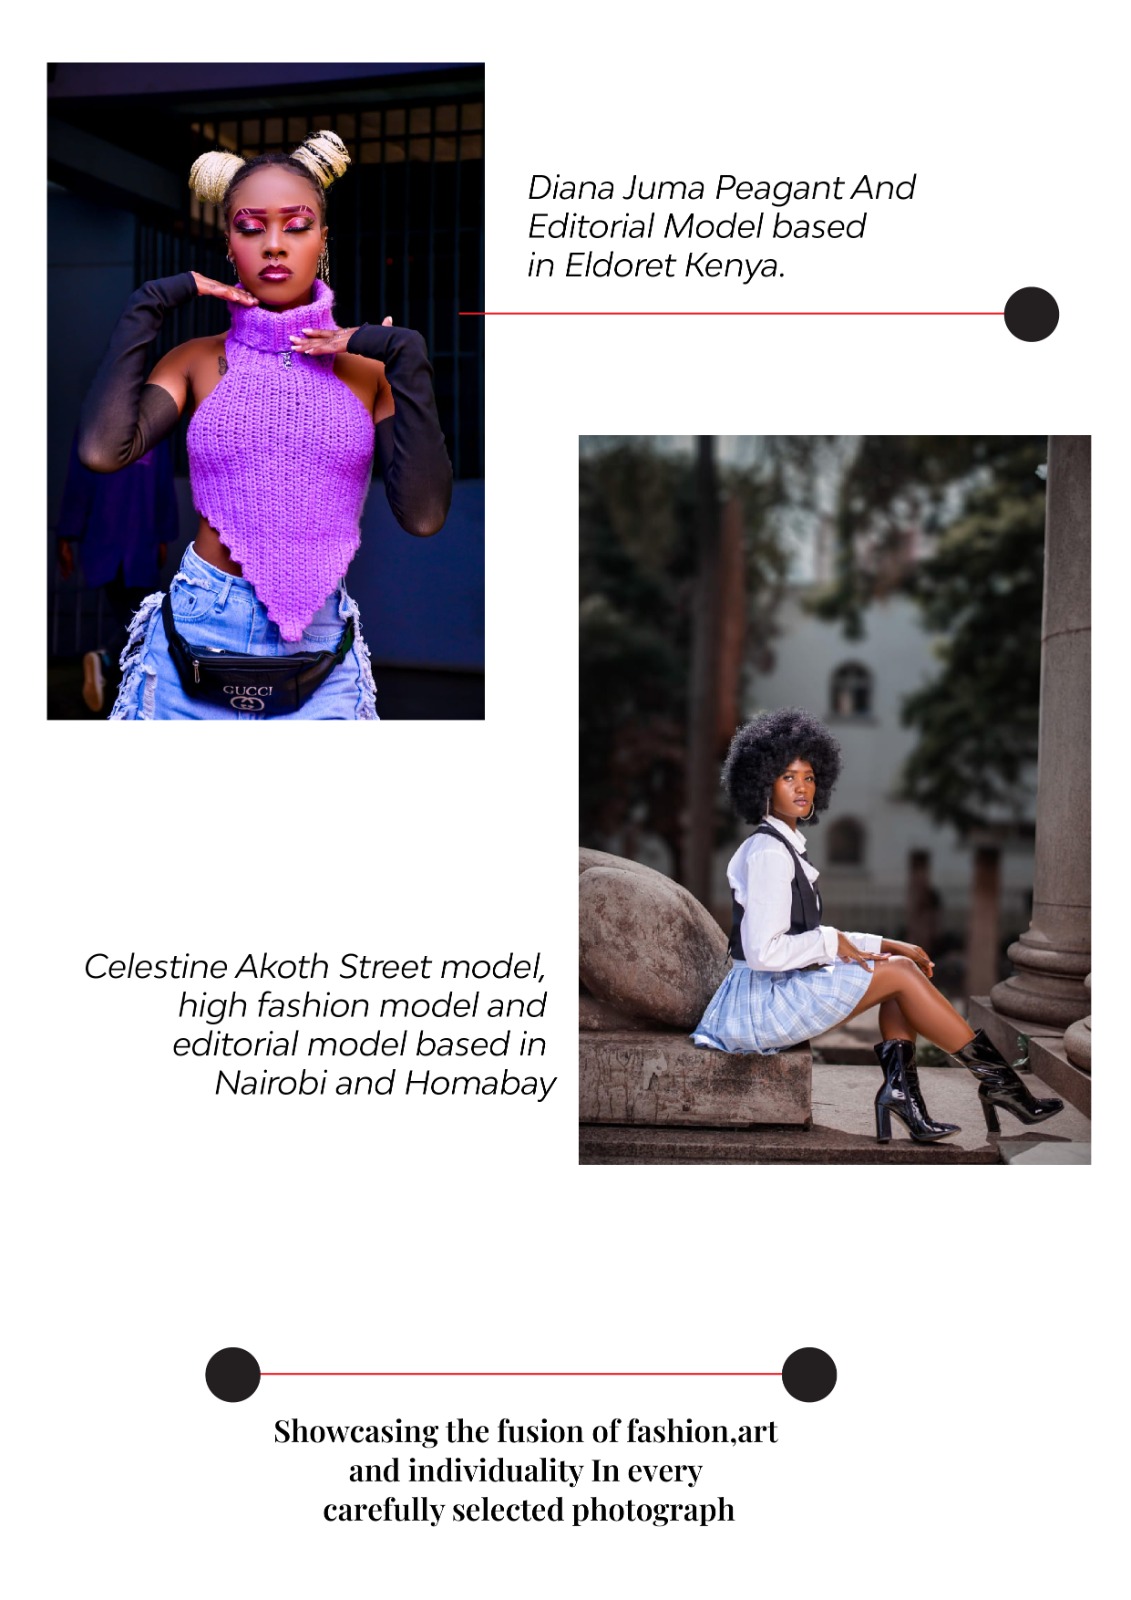 Diana Juma Peagant And
Editorial Model based
in Eldoret Kenya.
GUCCI
Celestine Akoth Street model,
high fashion model and
editorial model based in
Nairobi and Homabay
Showcasing the fusion of fashion,art
and individuality In every
carefully selected photograph